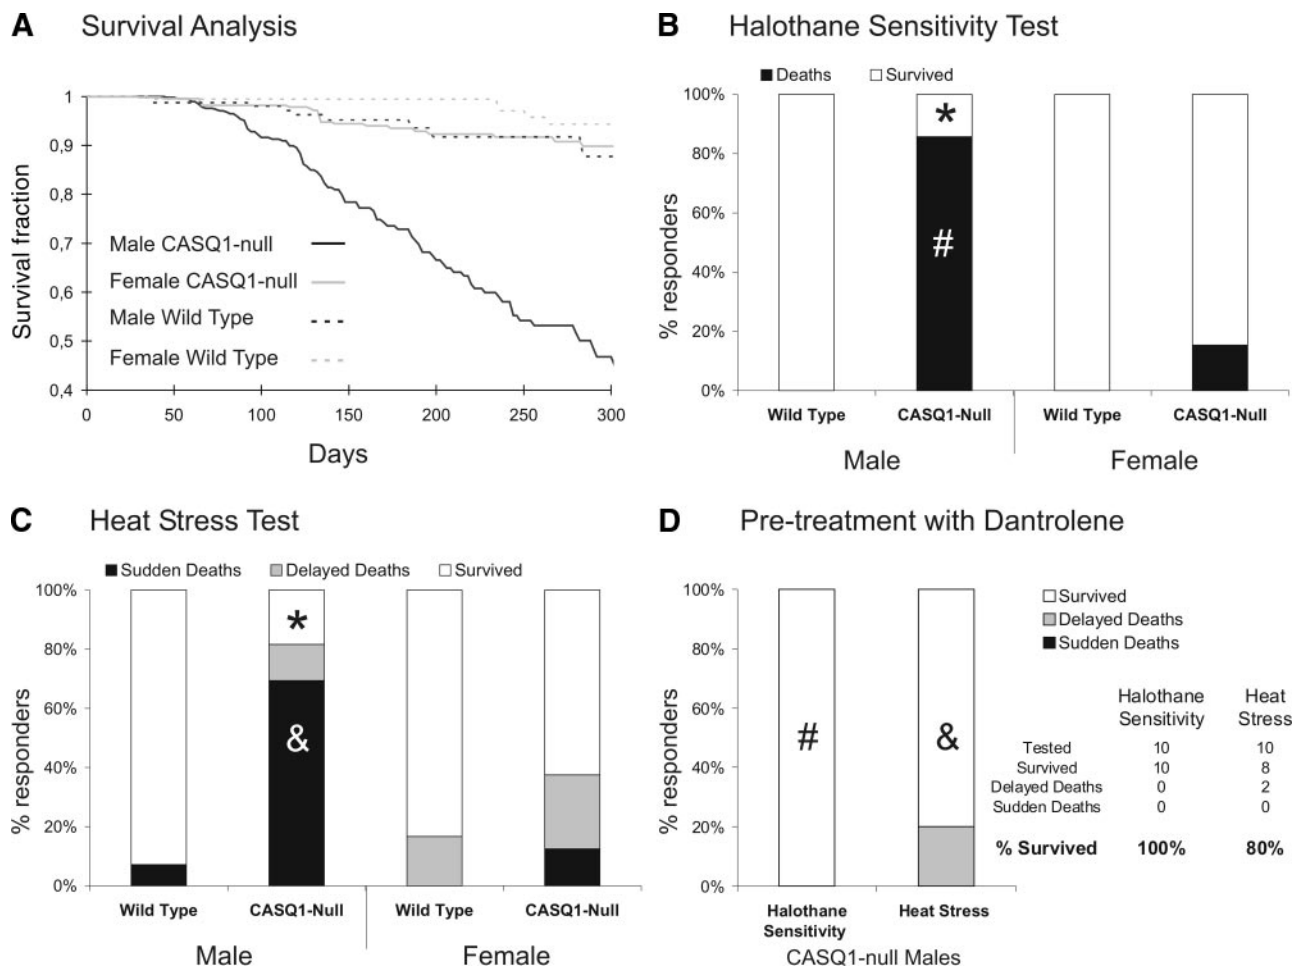 A Survival Analysis
1
0,9
0,8
0,7
0,6
0,5
0,4
Survival fraction
Male CASQ1-null
Female CASQ1-null
Male Wild Type
Female Wild Type
0 50 100 150 200 250 300
Days
B Halothane Sensitivity Test
Deaths Survived
100%
80%
60%
40%
20%
0%
% responders
*
#
Wild Type CASQ1-Null Wild Type CASQ1-Null
Male Female
C Heat Stress Test
Sudden Deaths Delayed Deaths Survived
100%
80%
60%
40%
20%
0%
% responders
*
&
Wild Type CASQ1-Null Wild Type CASQ1-Null
Male Female
D Pre-treatment with Dantrolene
100%
80%
60%
40%
20%
0%
% responders
# &
Halothane Heat Stress
Sensitivity
CASQ1-null Males
Survived
Delayed Deaths
Sudden Deaths
Halothane Heat
Sensitivity Stress
Tested 10 10
Survived 10 8
Delayed Deaths 0 2
Sudden Deaths 0 0
% Survived 100% 80%